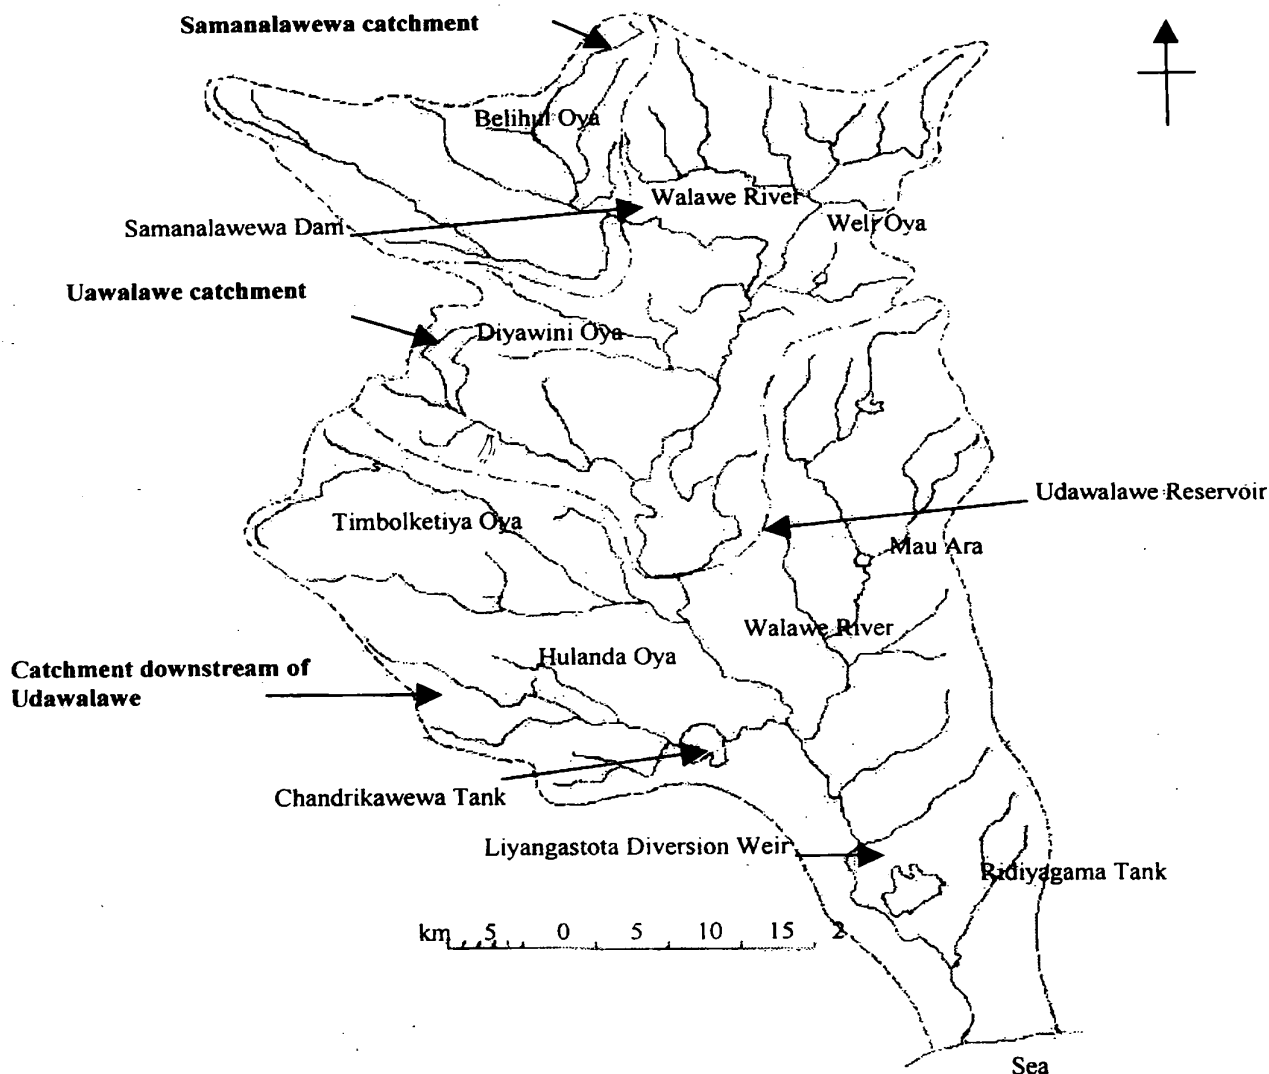 Samanalawewa catchment
Belihul Oya
Walawe River
Weli Oya
Samanalawewa Dam
Uawalawe catchment
Diyawini Oya
Udawalawe Reservoir
Timbolketiya Oya
Mau Ara
Walawe River
Hulanda Oya
Catchment downstream of
Udawalawe
Chandrikawewa Tank
Liyangastota Diversion Weir
Ridiyagama Tank
km 5 0 5 10 15 2
Sea